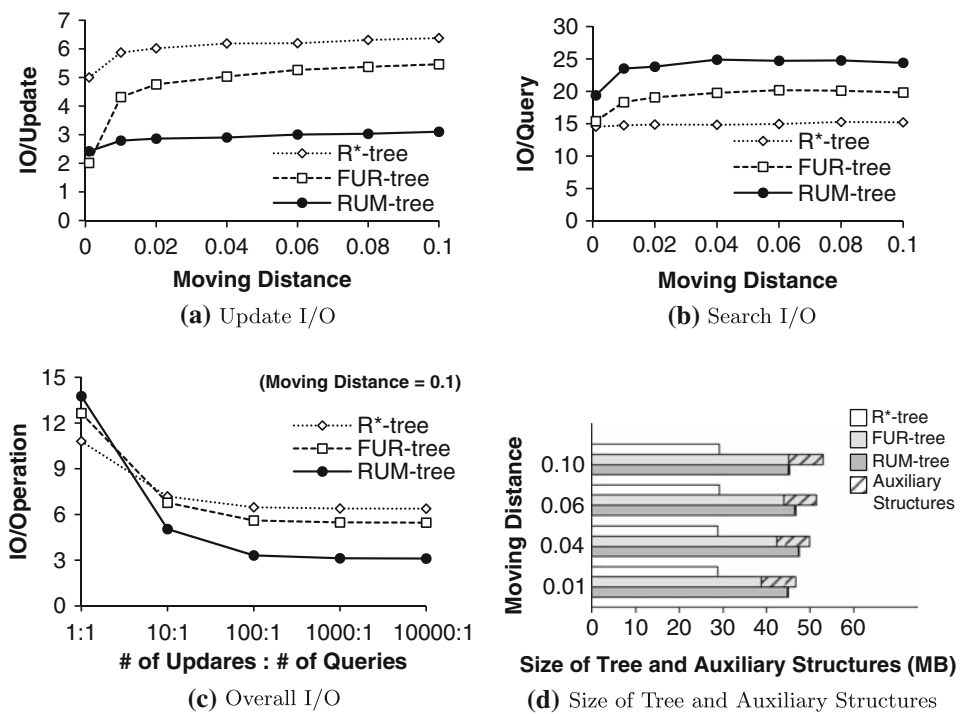 7
6
5
4
3
2
1
0
IO/Update
R*-tree
FUR-tree
RUM-tree
0 0.02 0.04 0.06 0.08 0.1
Moving Distance
(a) Update I/O
30
25
20
15
10
5
0
IO/Query
R*-tree
FUR-tree
RUM-tree
0 0.02 0.04 0.06 0.08 0.1
Moving Distance
(b) Search I/O
15
12
9
6
3
0
IO/Operation
(Moving Distance = 0.1)
R*-tree
FUR-tree
RUM-tree
1:1 10:1 100:1 1000:1 10000:1
# of Updares : # of Queries
(c) Overall I/O
R*-tree
FUR-tree
RUM-tree
Auxiliary
Structures
Moving Distance
0.10
0.06
0.04
0.01
0 10 20 30 40 50 60
Size of Tree and Auxiliary Structures (MB)
(d) Size of Tree and Auxiliary Structures